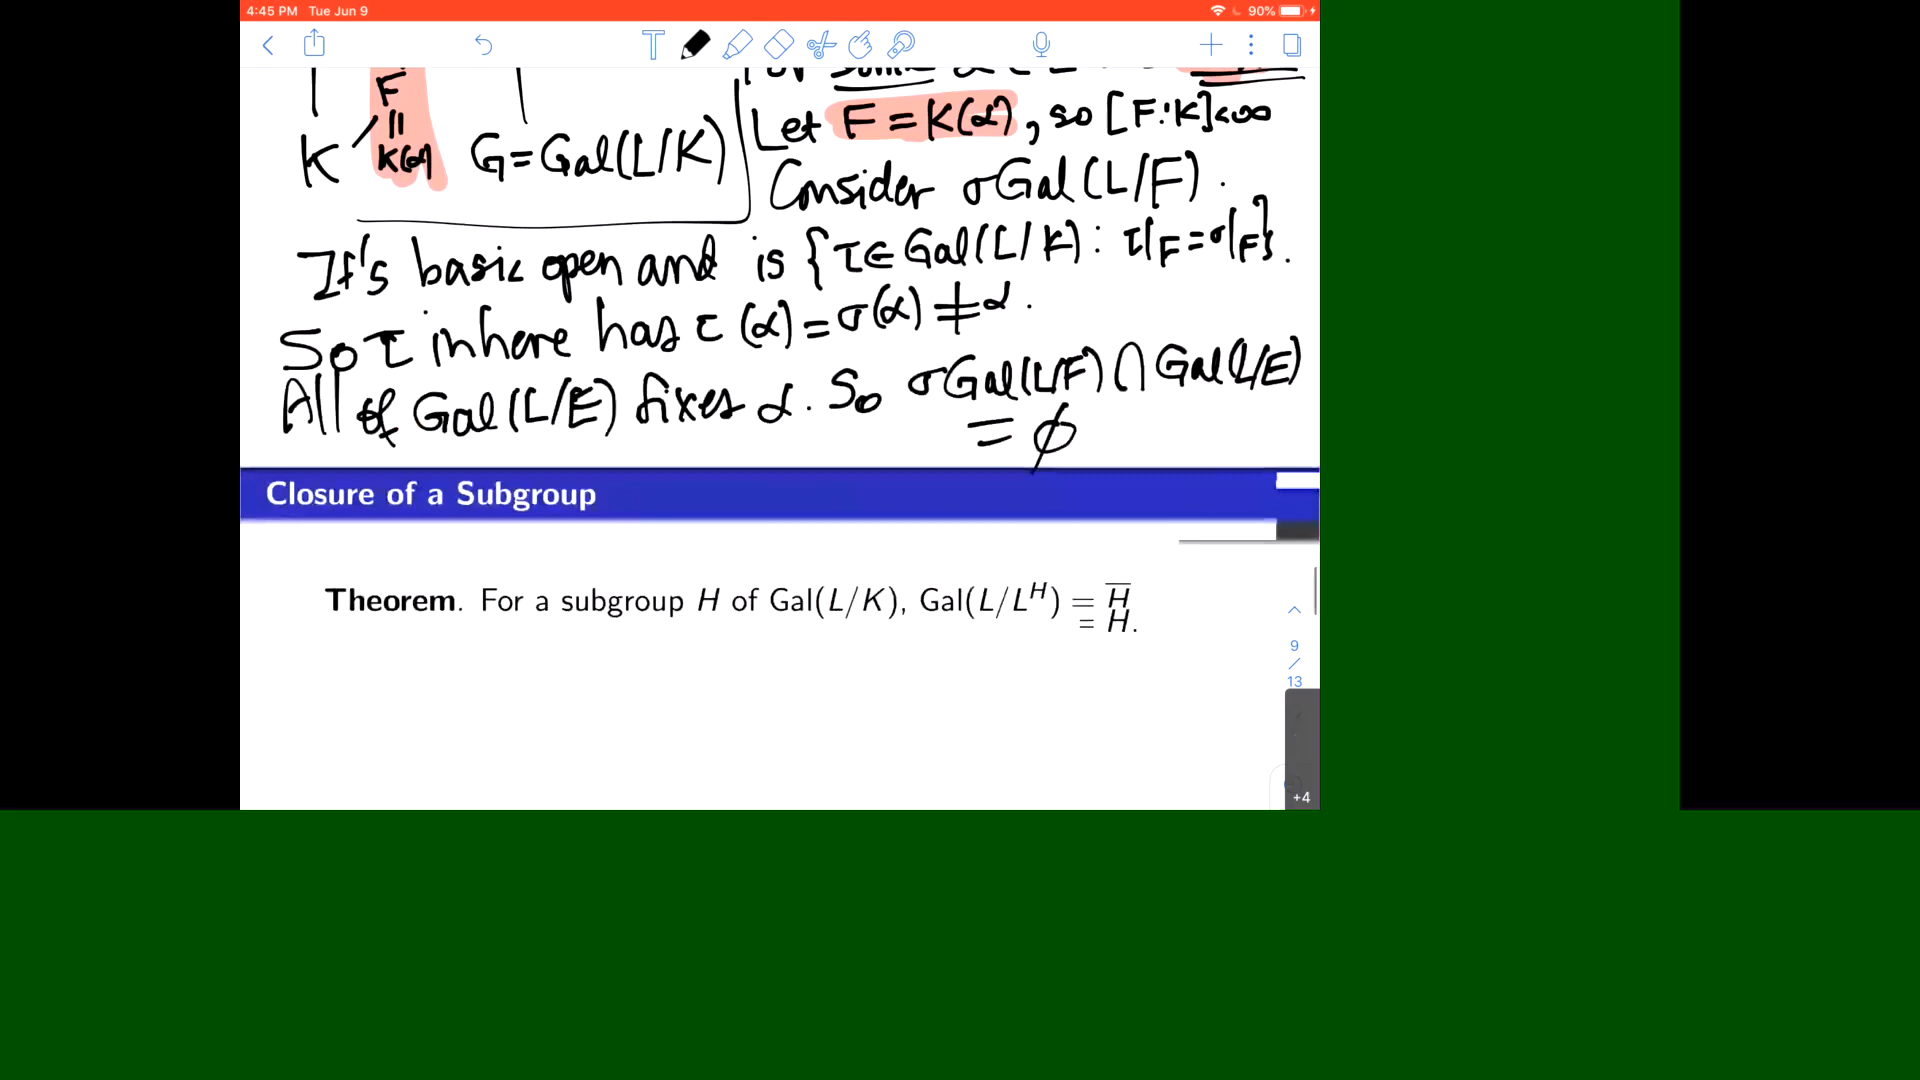 4:45 PM Tue Jun 9 90%
T
F
||
K K(α) G=Gal(L/K)
Let F=K(α), so [F:K]<∞
Consider σGal(L/F).
It's basic open and is {τ∈Gal(L/K): τ|F=σ|F}.
So τ in here has τ(α)=σ(α)≠α.
All of Gal(L/E) fixes α. So σGal(L/F)∩Gal(L/E)
= ∅
Closure of a Subgroup
Theorem. For a subgroup H of Gal(L/K), Gal(L/L^H) = H̅
= H.
9
/
13
+4